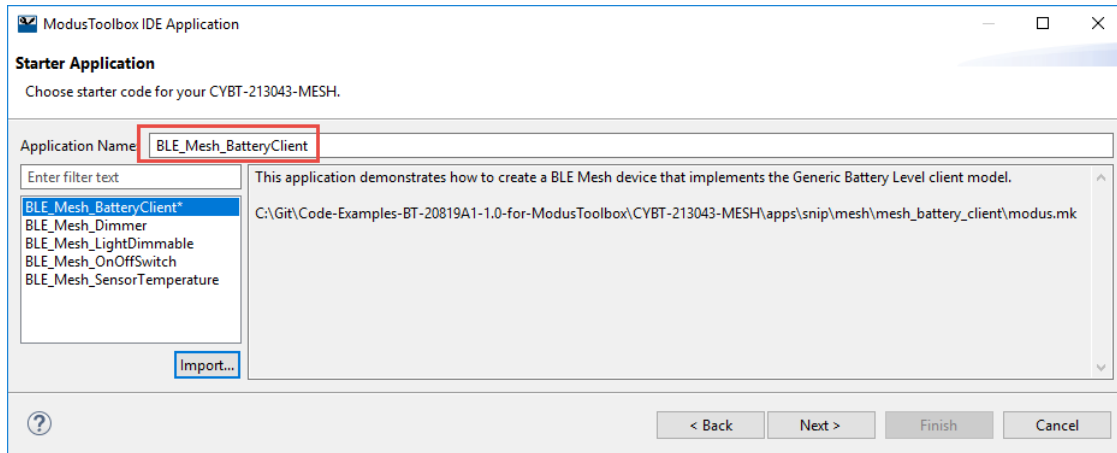 ModusToolbox IDE Application
Starter Application
Choose starter code for your CYBT-213043-MESH.
Application Name
BLE_Mesh_BatteryClient
Enter filter text
BLE_Mesh_BatteryClient*
BLE_Mesh_Dimmer
BLE_Mesh_LightDimmable
BLE_Mesh_OnOffSwitch
BLE_Mesh_SensorTemperature
This application demonstrates how to create a BLE Mesh device that implements the Generic Battery Level client model.
C:\Git\Code-Examples-BT-20819A1-1.0-for-ModusToolbox\CYBT-213043-MESH\apps\snip\mesh\mesh_battery_client\modus.mk
Import...
?
< Back
Next >
Finish
Cancel